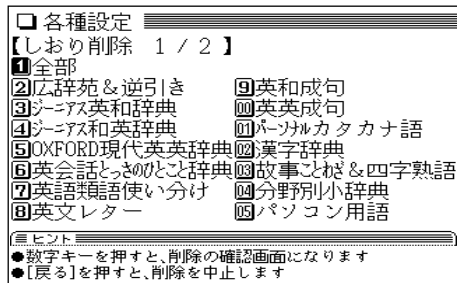 各種設定
【しおり削除 1/2】
1全部
2広辞苑&逆引き
3ジーニアス英和辞典
4ジーニアス和英辞典
5OXFORD現代英英辞典
6英会話とっさのひとこと辞典
7英語類語使い分け
8英文レター
9英和成句
00英英成句
01パーソナルカタカナ語
02漢字辞典
03故事ことわざ&四字熟語
04分野別小辞典
05パソコン用語
ヒント
●数字キーを押すと、削除の確認画面になります
●[戻る]を押すと、削除を中止します